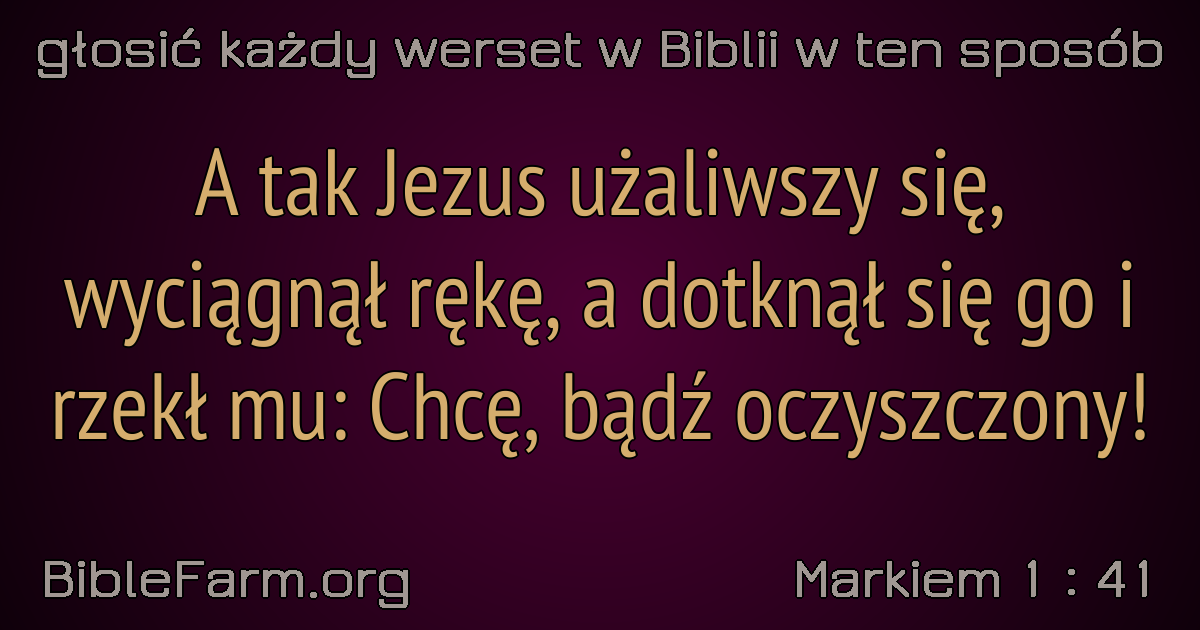 głosić każdy werset w Biblii w ten sposób
A tak Jezus użaliwszy się,
wyciągnął rękę, a dotknął się go i
rzekł mu: Chcę, bądź oczyszczony!
BibleFarm.org
Markiem 1 : 41